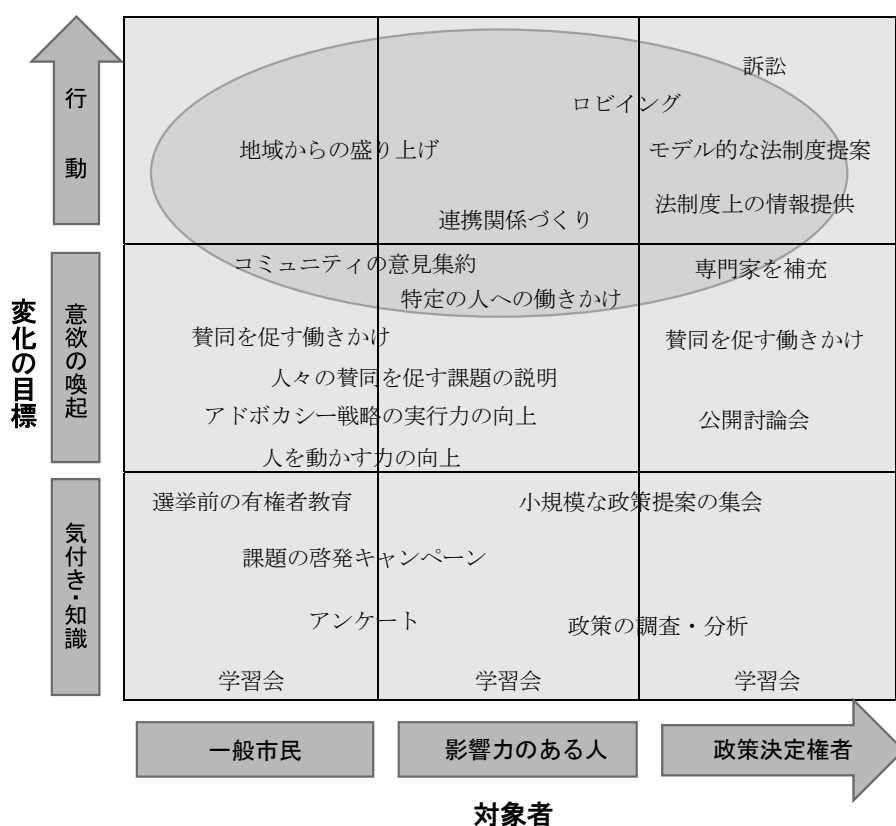 行動
訴訟
ロビイング
地域からの盛り上げ
モデル的な法制度提案
法制度上の情報提供
連携関係づくり
変化の目標
意欲の喚起
コミュニティの意見集約
専門家を補充
特定の人への働きかけ
賛同を促す働きかけ
賛同を促す働きかけ
人々の賛同を促す課題の説明
アドボカシー戦略の実行力の向上
公開討論会
人を動かす力の向上
気付き・知識
選挙前の有権者教育
小規模な政策提案の集会
課題の啓発キャンペーン
アンケート
政策の調査・分析
学習会
学習会
学習会
一般市民
影響力のある人
政策決定権者
対象者